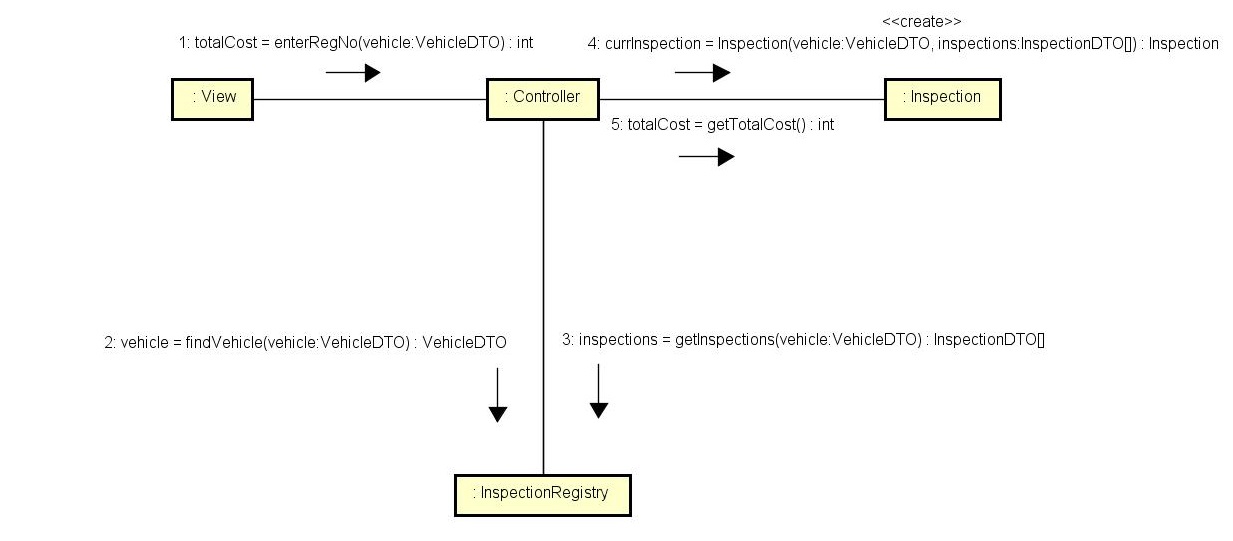 <<create>>
1: totalCost = enterRegNo(vehicle:VehicleDTO) : int
4: currInspection = Inspection(vehicle:VehicleDTO, inspections:InspectionDTO[]) : Inspection
: View
: Controller
: Inspection
5: totalCost = getTotalCost() : int
2: vehicle = findVehicle(vehicle:VehicleDTO) : VehicleDTO
3: inspections = getInspections(vehicle:VehicleDTO) : InspectionDTO[]
: InspectionRegistry